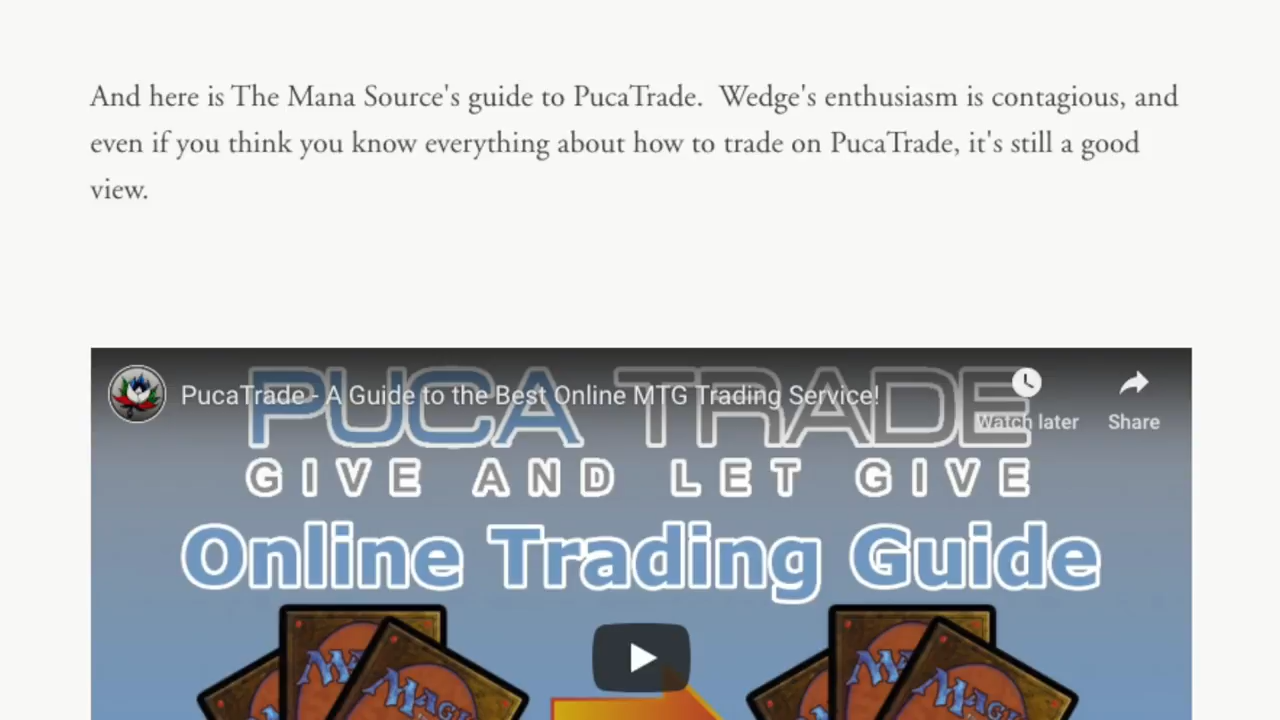 And here is The Mana Source's guide to PucaTrade.  Wedge's enthusiasm is contagious, and
even if you think you know everything about how to trade on PucaTrade, it's still a good
view.
PucaTrade - A Guide to the Best Online MTG Trading Service!
Watch later
Share
PUCA TRADE
GIVE AND LET GIVE
Online Trading Guide